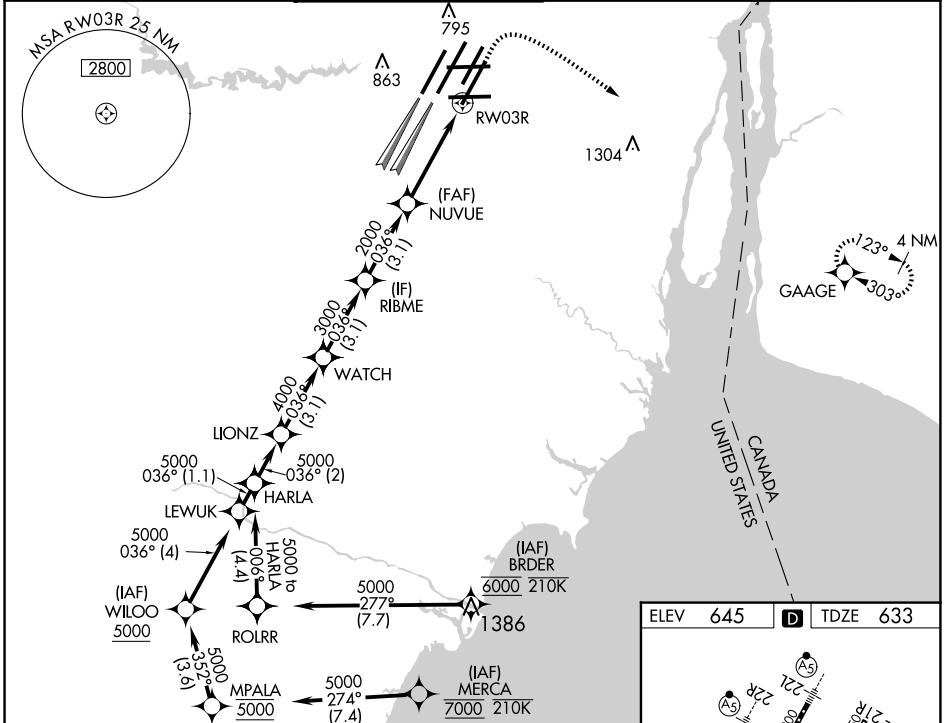 MSA RW03R 25 NM
2800
795
863
RW03R
1304
(FAF)
NUVUE
2000
036°
(3.1)
(IF)
RIBME
3000
036°
(3.1)
WATCH
4000
036°
(3.1)
LIONZ
5000
036° (1.1)
5000
036° (2)
HARLA
LEWUK
5000
036° (4)
5000 to
HARLA
006°
(4.4)
(IAF)
WILOO
5000
ROLRR
5000
277°
(7.7)
(IAF)
BRDER
6000 210K
1386
5000
352°
(3.6)
MPALA
5000
5000
274°
(7.4)
(IAF)
MERCA
7000 210K
123°
4 NM
303°
GAAGE
CANADA
UNITED STATES
ELEV 645
D
TDZE 633
A5
22L
A5
22R
21R